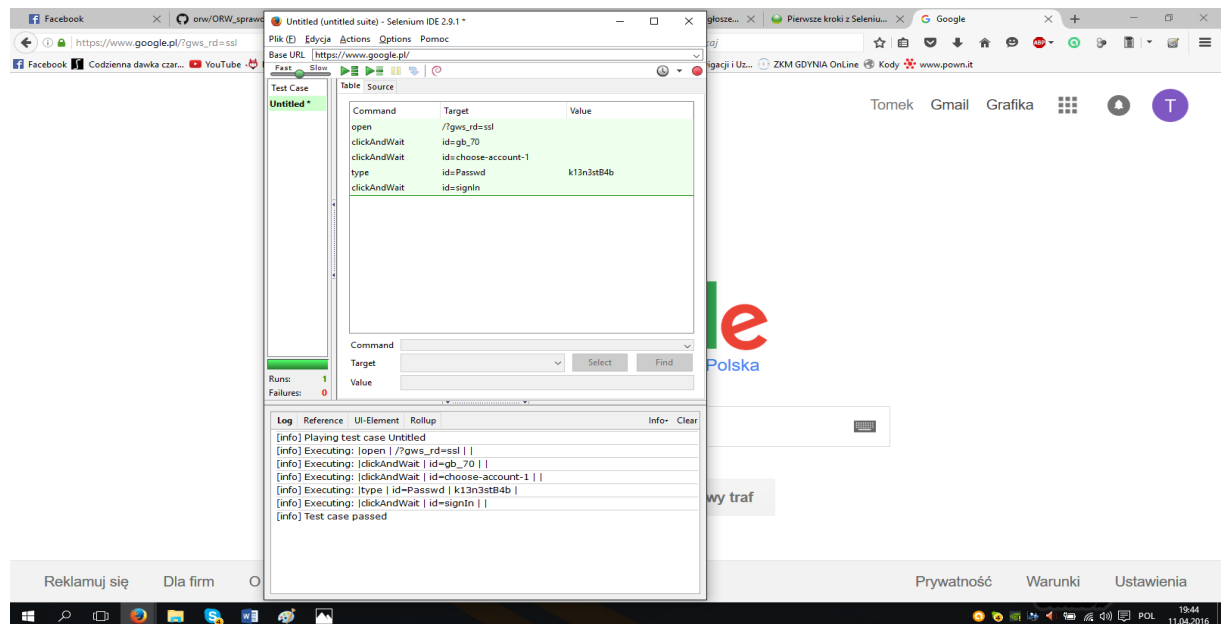 Facebook
orw/ORW_sprawo
Untitled (untitled suite) - Selenium IDE 2.9.1 *
głosze...
Pierwsze kroki z Seleniu...
Google
https://www.google.pl/?gws_rd=ssl
Plik (F) Edycja Actions Options Pomoc
Base URL https://www.google.pl/
Facebook Codzienna dawka czar... YouTube
igacji i Uz... ZKM GDYNIA OnLine Kody www.pown.it
Fast Slow
Test Case
Untitled *
Table Source
Command Target Value
open /?gws_rd=ssl
clickAndWait id=gb_70
clickAndWait id=choose-account-1
type id=Passwd k13n3stB4b
clickAndWait id=signIn
Tomek Gmail Grafika T
Command
Target Select Find
Value
Runs: 1
Failures: 0
le
Polska
Log Reference UI-Element Rollup Info Clear
[info] Playing test case Untitled
[info] Executing: |open | /?gws_rd=ssl | |
[info] Executing: |clickAndWait | id=gb_70 | |
[info] Executing: |clickAndWait | id=choose-account-1 | |
[info] Executing: |type | id=Passwd | k13n3stB4b |
[info] Executing: |clickAndWait | id=signIn | |
[info] Test case passed
wy traf
Reklamuj się Dla firm O
Prywatność Warunki Ustawienia
POL 19:44
11.04.2016